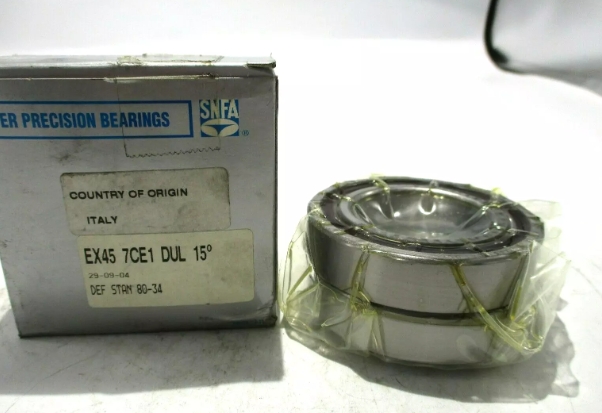 ER PRECISION BEARINGS
SNFA
®
COUNTRY OF ORIGIN
ITALY
EX45 7CE1 DUL 15°
29-09-04
DEF STAN 80-34